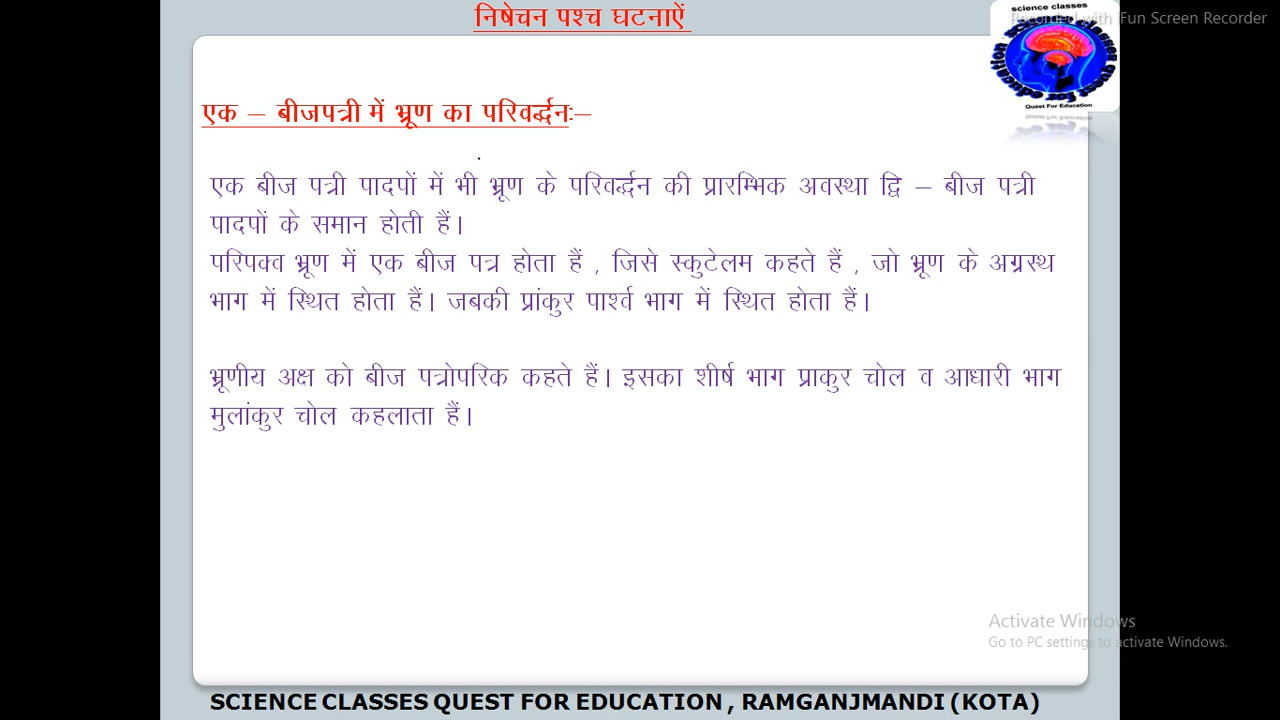 निषेचन पश्च घटनाऐं
science classes
Recorded with iFun Screen Recorder
Quest For Education
एक – बीजपत्री में भ्रूण का परिवर्द्धन:–
एक बीज पत्री पादपों में भी भ्रूण के परिवर्द्धन की प्रारम्भिक अवस्था द्वि – बीज पत्री
पादपों के समान होती हैं।
परिपक्व भ्रूण में एक बीज पत्र होता हैं , जिसे स्कुटेलम कहते हैं , जो भ्रूण के अग्रस्थ
भाग में स्थित होता हैं। जबकी प्रांकुर पार्श्व भाग में स्थित होता हैं।
भ्रूणीय अक्ष को बीज पत्रोपरिक कहते हैं। इसका शीर्ष भाग प्राकुर चोल व आधारी भाग
मुलांकुर चोल कहलाता हैं।
Activate Windows
Go to PC settings to activate Windows.
SCIENCE CLASSES QUEST FOR EDUCATION , RAMGANJMANDI (KOTA)